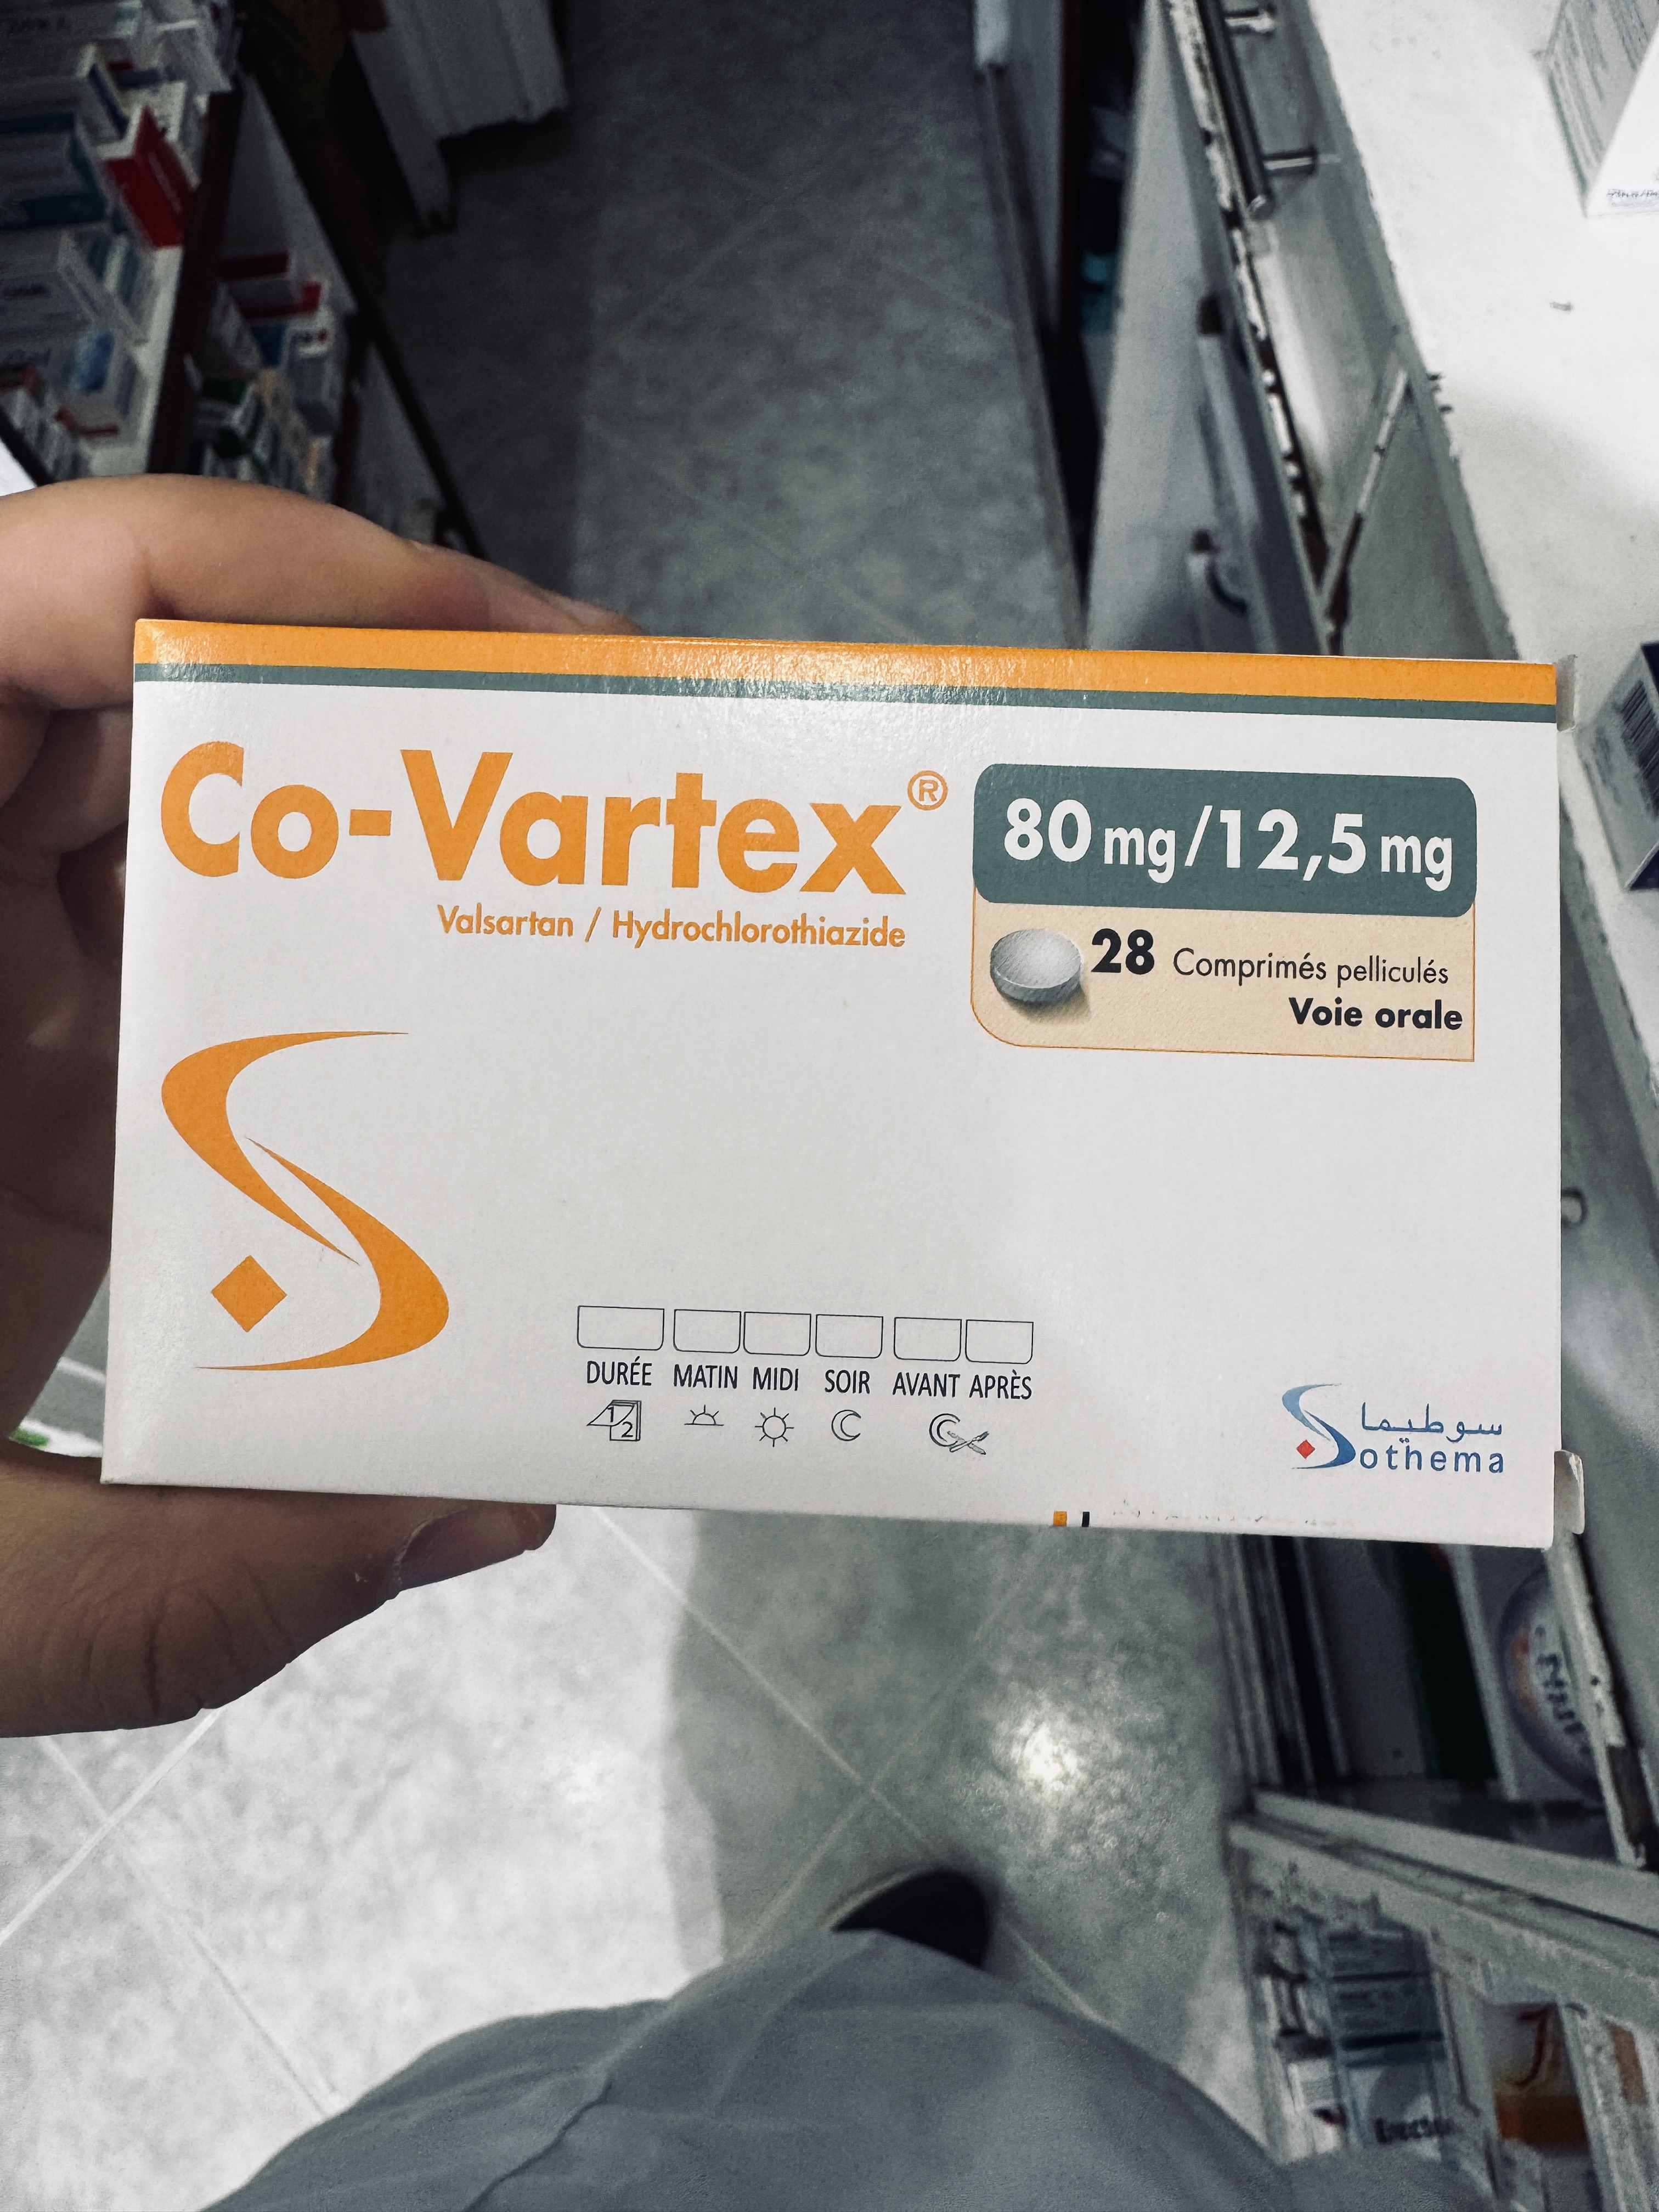 Co-Vartex®
Valsartan / Hydrochlorothiazide
80 mg/12,5 mg
28 Comprimés pelliculés
Voie orale
DURÉE MATIN MIDI SOIR AVANT APRÈS
1 2
سوطيما
Sothema